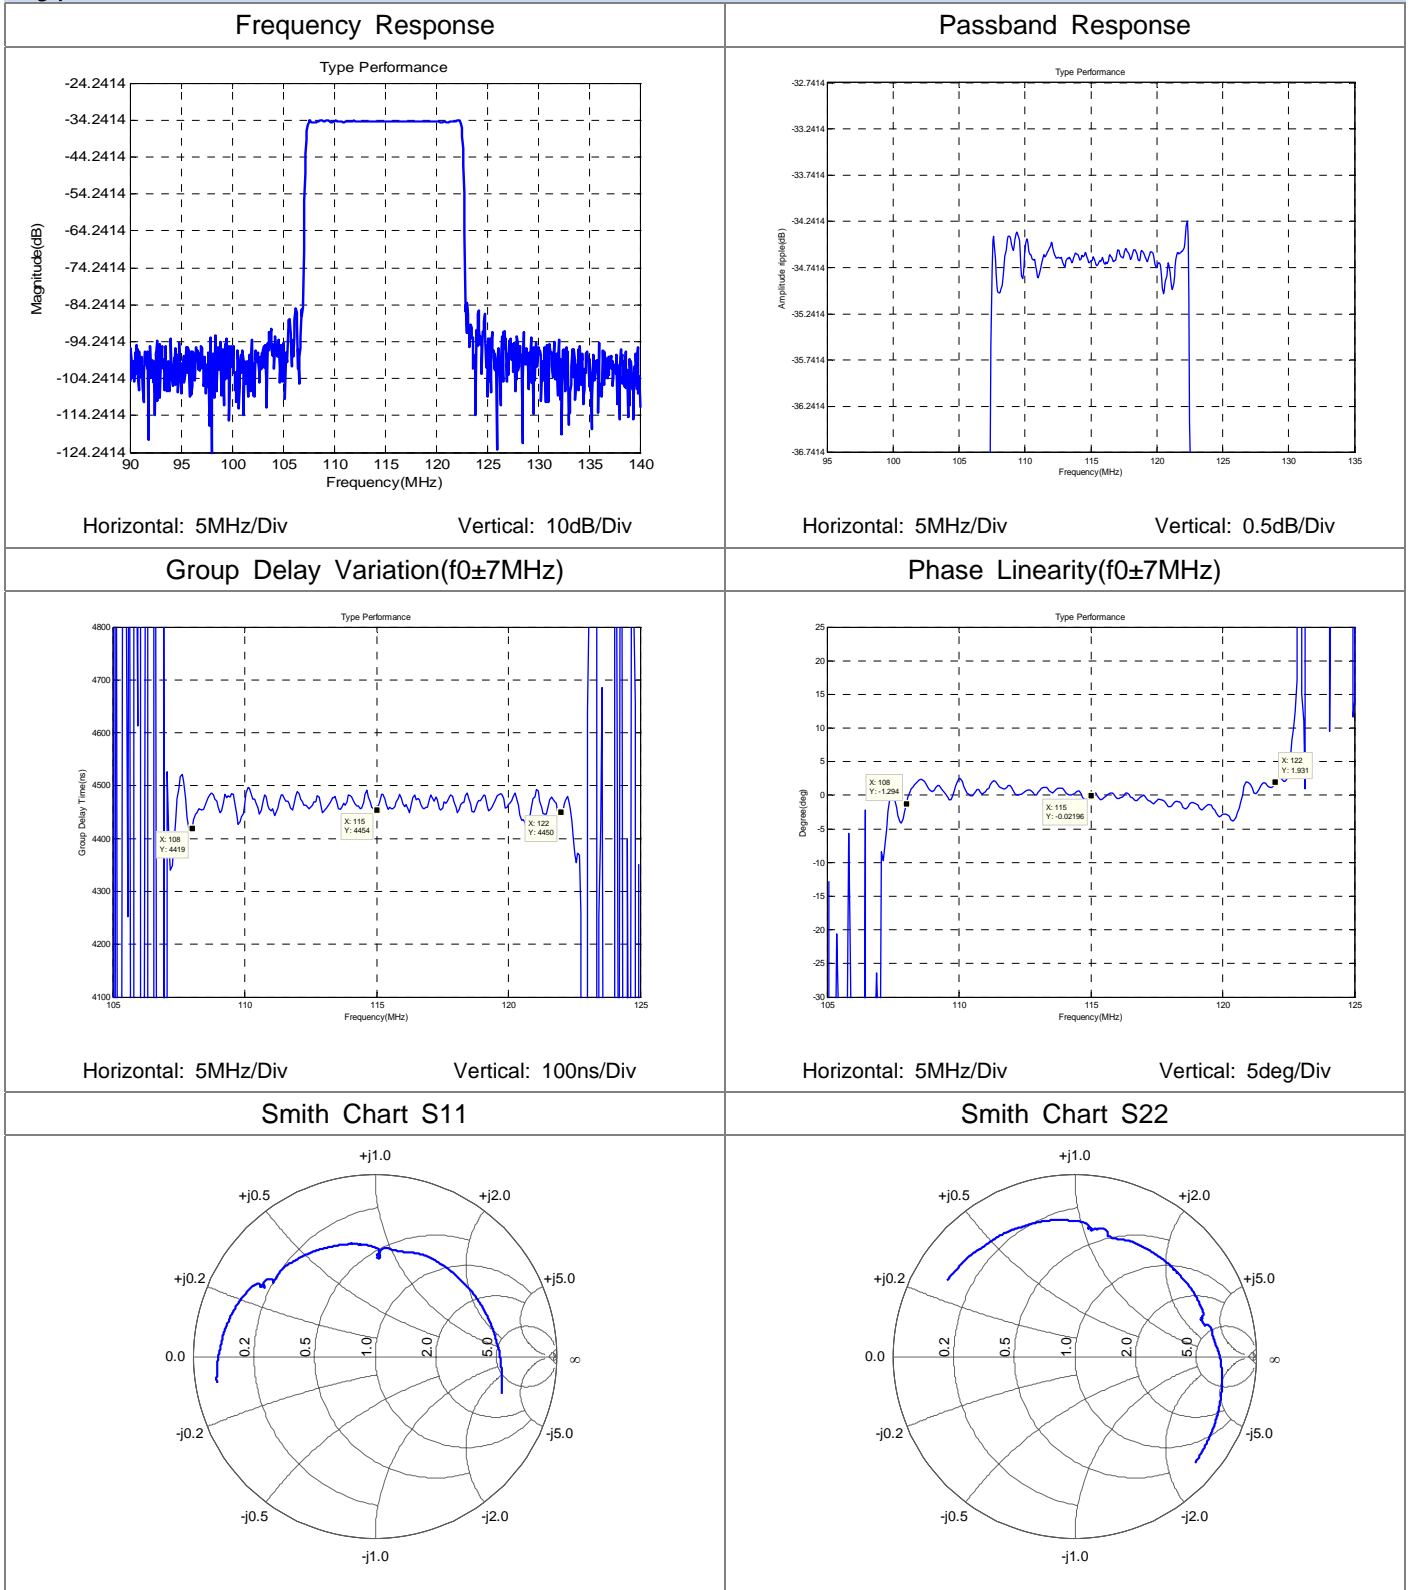 Frequency Response
Passband Response
Type Performance
-24.2414
-34.2414
-44.2414
-54.2414
-64.2414
-74.2414
-84.2414
-94.2414
-104.2414
-114.2414
-124.2414
90 95 100 105 110 115 120 125 130 135 140
Magnitude(dB)
Frequency(MHz)
Horizontal: 5MHz/Div Vertical: 10dB/Div
Type Performance
-32.7414
-33.2414
-33.7414
-34.2414
-34.7414
-35.2414
-35.7414
-36.2414
-36.7414
95 100 105 110 115 120 125 130 135
Amplitude ripple(dB)
Frequency(MHz)
Horizontal: 5MHz/Div Vertical: 0.5dB/Div
Group Delay Variation(f0±7MHz)
Phase Linearity(f0±7MHz)
Type Performance
4800
4700
4600
4500
4400
4300
4200
4100
105 110 115 120 125
Group Delay Time(ns)
Frequency(MHz)
X: 108
Y: 4419
X: 115
Y: 4454
X: 122
Y: 4450
Horizontal: 5MHz/Div Vertical: 100ns/Div
Type Performance
25
20
15
10
5
0
-5
-10
-15
-20
-25
-30
105 110 115 120 125
Degree(deg)
Frequency(MHz)
X: 108
Y: -1.294
X: 115
Y: -0.02196
X: 122
Y: 1.931
Horizontal: 5MHz/Div Vertical: 5deg/Div
Smith Chart S11
Smith Chart S22
+j1.0
+j0.5 +j2.0
+j0.2 +j5.0
0.0 0.2 0.5 1.0 2.0 5.0 ∞
-j0.2 -j5.0
-j0.5 -j2.0
-j1.0
+j1.0
+j0.5 +j2.0
+j0.2 +j5.0
0.0 0.2 0.5 1.0 2.0 5.0 ∞
-j0.2 -j5.0
-j0.5 -j2.0
-j1.0